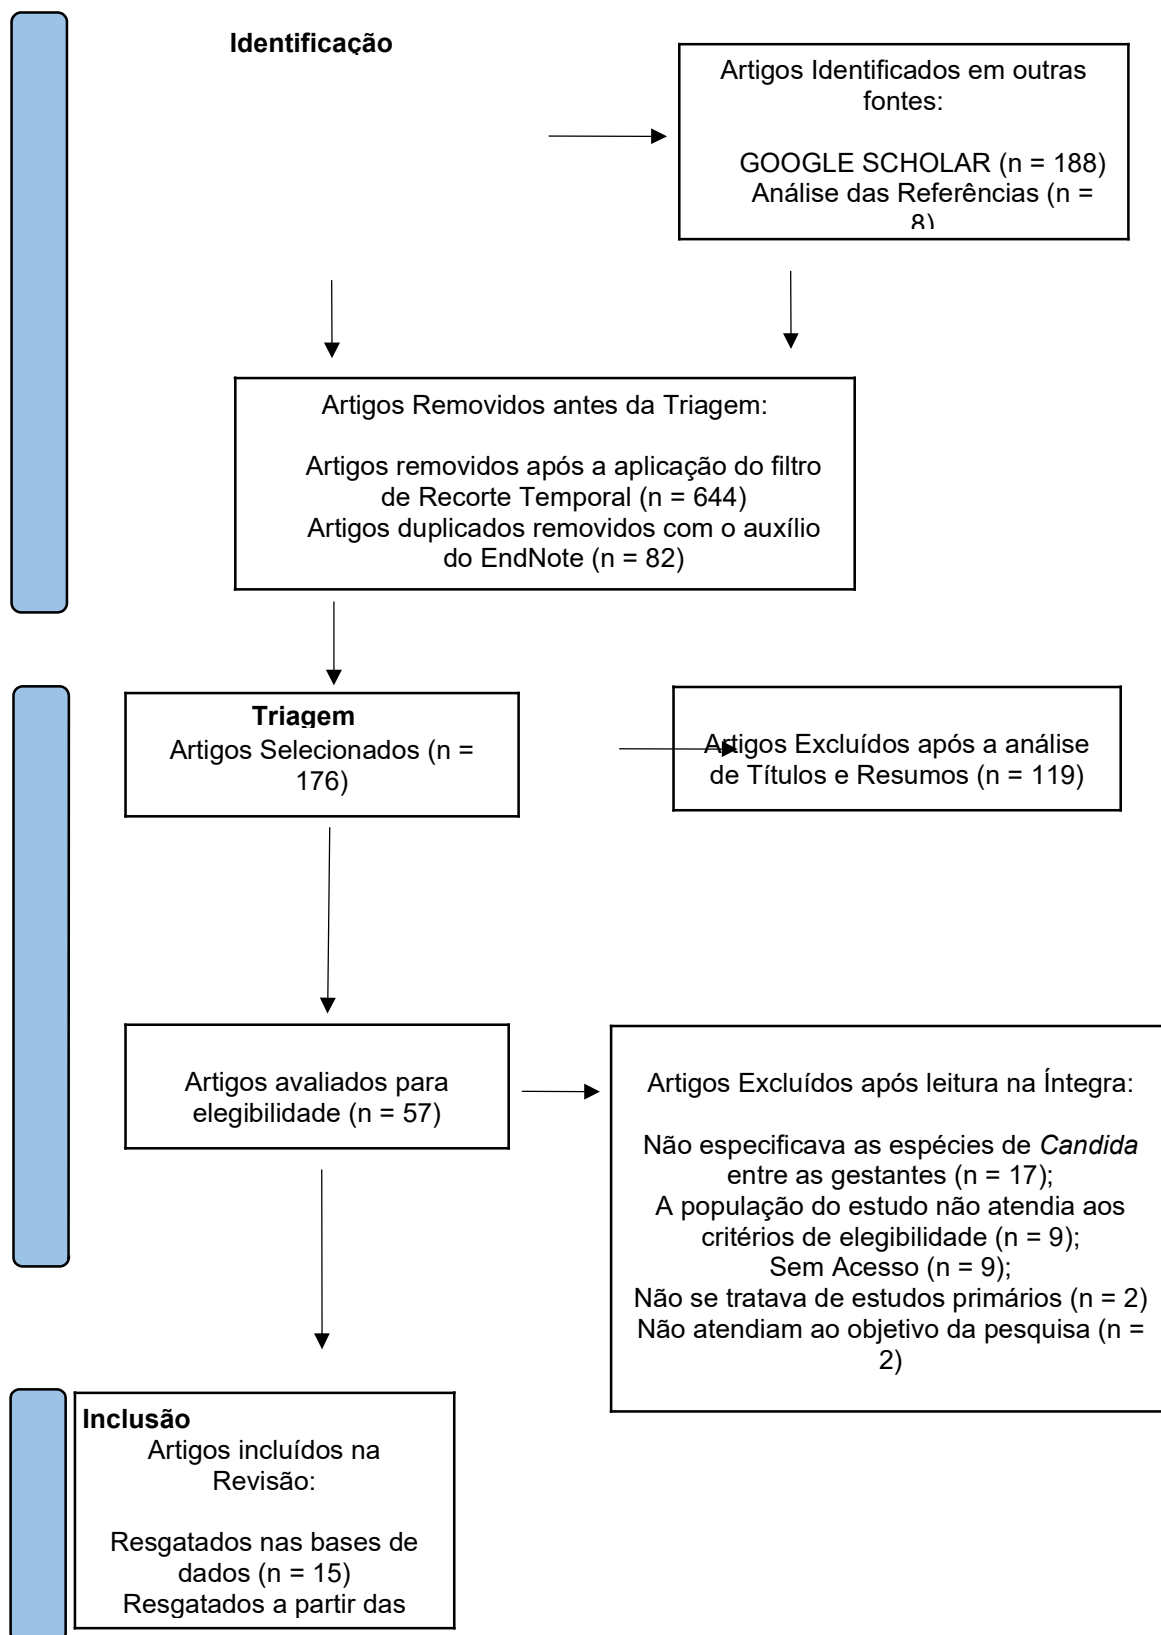 Identificação
Artigos Identificados em outras
fontes:
GOOGLE SCHOLAR (n = 188)
Análise das Referências (n =
8)
Artigos Removidos antes da Triagem:
Artigos removidos após a aplicação do filtro
de Recorte Temporal (n = 644)
Artigos duplicados removidos com o auxílio
do EndNote (n = 82)
Triagem
Artigos Selecionados (n =
176)
Artigos Excluídos após a análise
de Títulos e Resumos (n = 119)
Artigos avaliados para
elegibilidade (n = 57)
Artigos Excluídos após leitura na Íntegra:
Não especificava as espécies de Candida
entre as gestantes (n = 17);
A população do estudo não atendia aos
critérios de elegibilidade (n = 9);
Sem Acesso (n = 9);
Não se tratava de estudos primários (n = 2)
Não atendiam ao objetivo da pesquisa (n =
2)
Inclusão
Artigos incluídos na
Revisão:
Resgatados nas bases de
dados (n = 15)
Resgatados a partir das